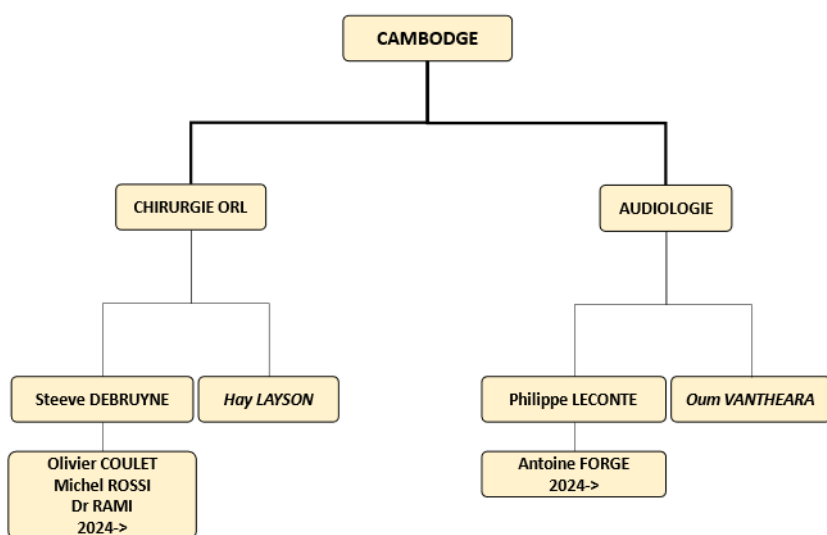 CAMBODGE
CHIRURGIE ORL
AUDIOLOGIE
Steeve DEBRUYNE
Hay LAYSON
Philippe LECONTE
Oum VANTHEARA
Olivier COULET
Michel ROSSI
Dr RAMI
2024->
Antoine FORGE
2024->